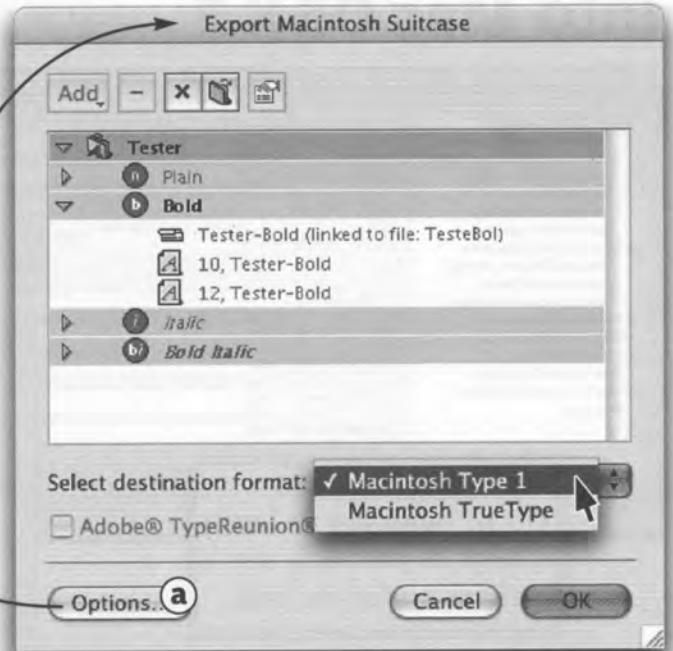 Export Macintosh Suitcase
Add
Tester
n Plain
b Bold
Tester-Bold (linked to file: TesteBol)
10, Tester-Bold
12, Tester-Bold
i Italic
bi Bold Italic
Select destination format: ✓ Macintosh Type 1
Macintosh TrueType
Adobe® TypeReunion®
Options... a
Cancel
OK